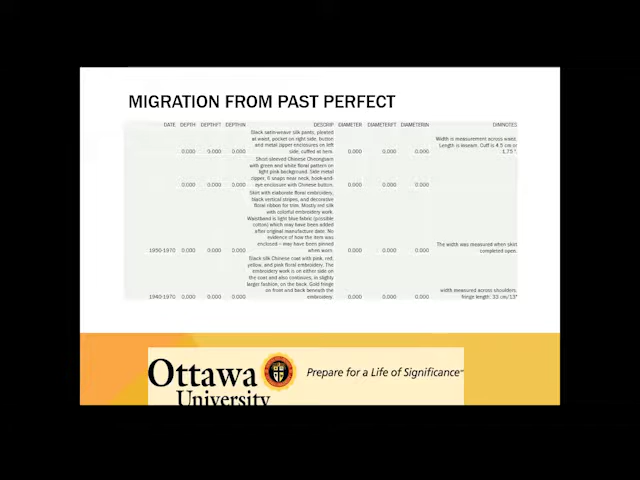 MIGRATION FROM PAST PERFECT
DATE DEPTH DEPTHFT DEPTHIN DESCRIP DIAMETER DIAMETERFT DIAMETERIN DIMNOTES
Black satin-weave silk pants, pleated
at waist, pocket on right side, button
and metal zipper enclosures on left
side, cuffed at hem.
Width is measurement across waist.
Length is inseam. Cuff is 4.5 cm or
1.75 ".
0.000 0.000 0.000 0.000 0.000 0.000
Short sleeved Chinese Cheongsam
with green and white floral pattern on
light pink background. Side metal
zipper, 8 snaps near neck, hook-and-
eye enclosure with Chinese button.
0.000 0.000 0.000 0.000 0.000 0.000
Skirt with elaborate floral embroidery,
black vertical stripes, and decorative
floral ribbon for trim. Mostly red silk
with colorful embroidery work.
Waistband is light blue fabric (possible
cotton) which may have been added
after original manufacture date. No
evidence of how the item was
enclosed - may have been pinned
when worn.
The width was measured when skirt
completed open.
1950-1970 0.000 0.000 0.000 0.000 0.000 0.000
Black silk Chinese coat with pink, red,
yellow, and pink floral embroidery. The
embroidery work is on either side on
the coat and also continues, in slightly
larger fashion, on the back. Gold fringe
on front and back beneath the
embroidery.
width measured across shoulders;
fringe length: 33 cm/13"
1940-1970 0.000 0.000 0.000 0.000 0.000 0.000
Ottawa
University
Prepare for a Life of Significance